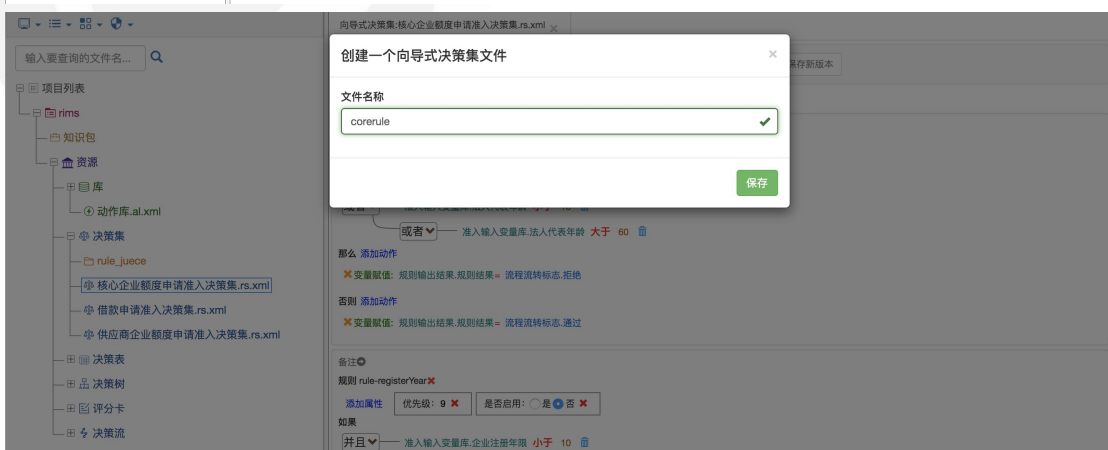 向导式决策集:核心企业额度申请准入决策集.rs.xml
输入要查询的文件名...
项目列表
rims
知识包
资源
库
动作库.al.xml
决策集
rule_juece
核心企业额度申请准入决策集.rs.xml
借款申请准入决策集.rs.xml
供应商企业额度申请准入决策集.rs.xml
决策表
决策树
评分卡
决策流
创建一个向导式决策集文件 ×
保存新版本
文件名称
corerule
保存
或者 准入输入变量库.法人代表年龄 大于 60
那么 添加动作
变量赋值: 规则输出结果.规则结果= 流程流转标志.拒绝
否则 添加动作
变量赋值: 规则输出结果.规则结果= 流程流转标志.通过
备注
规则 rule-registerYear
添加属性 优先级: 9 是否启用: 是 否
如果
并且 准入输入变量库.企业注册年限 小于 10